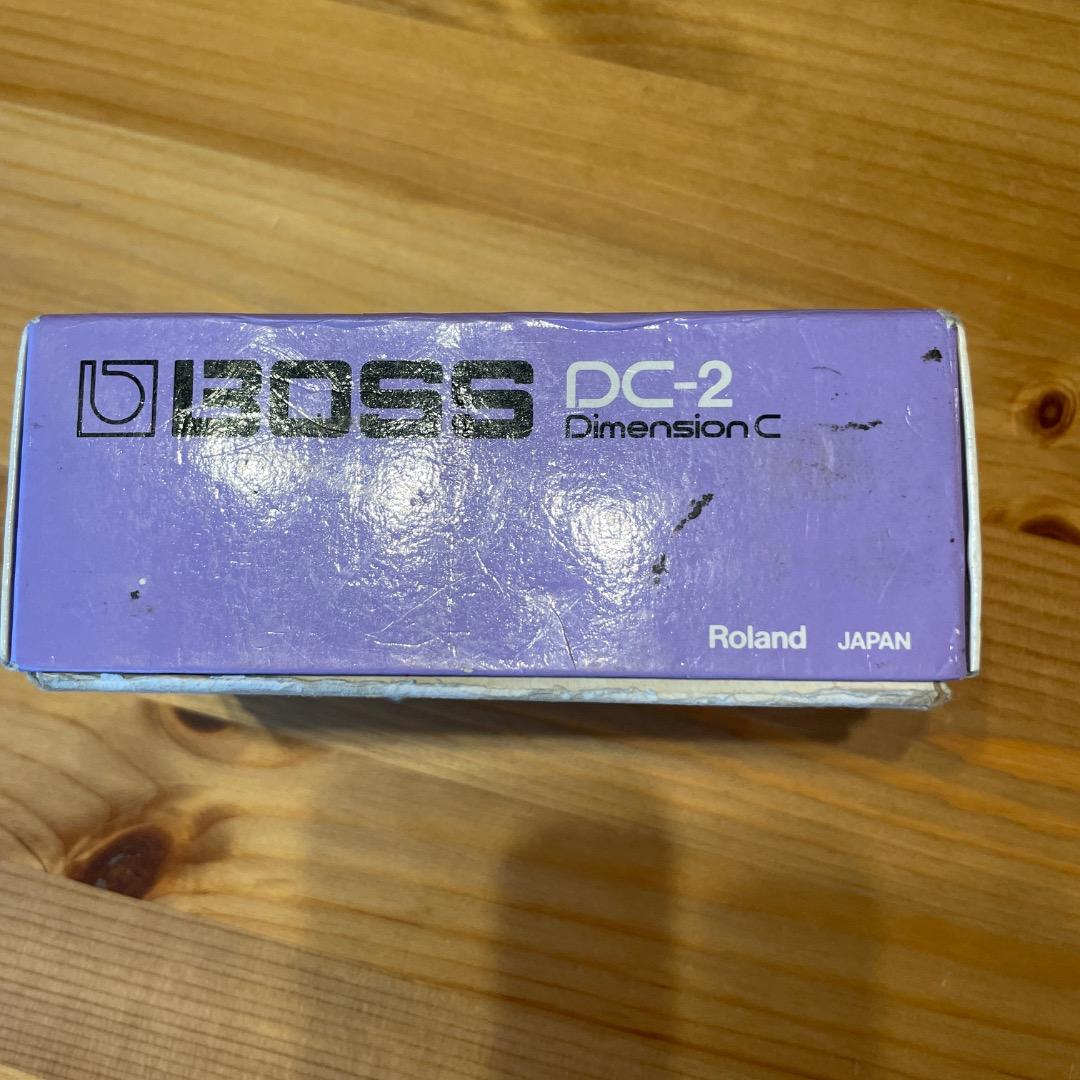 BOSS DC-2
Dimension C
Roland JAPAN